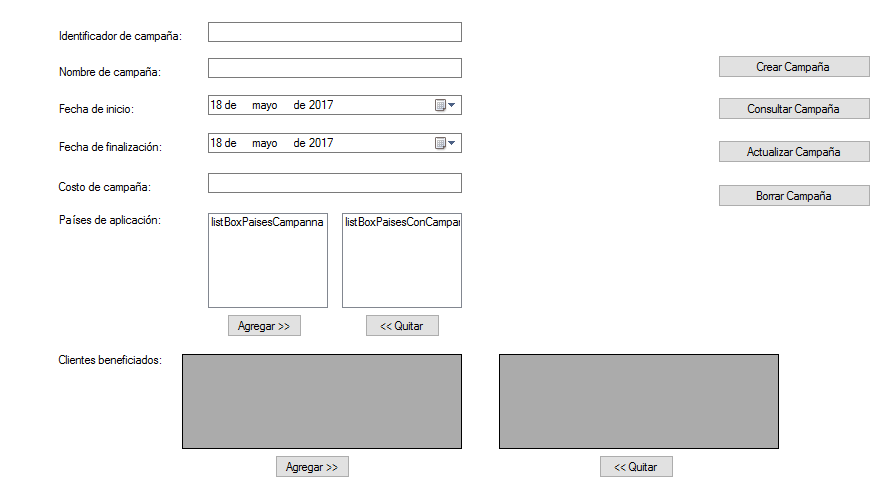 Identificador de campaña:
Nombre de campaña:
Crear Campaña
Fecha de inicio:
18 de mayo de 2017
Consultar Campaña
Fecha de finalización:
18 de mayo de 2017
Actualizar Campaña
Costo de campaña:
Borrar Campaña
Países de aplicación:
listBoxPaisesCampanna
listBoxPaisesConCampa
Agregar >>
<< Quitar
Clientes beneficiados:
Agregar >>
<< Quitar